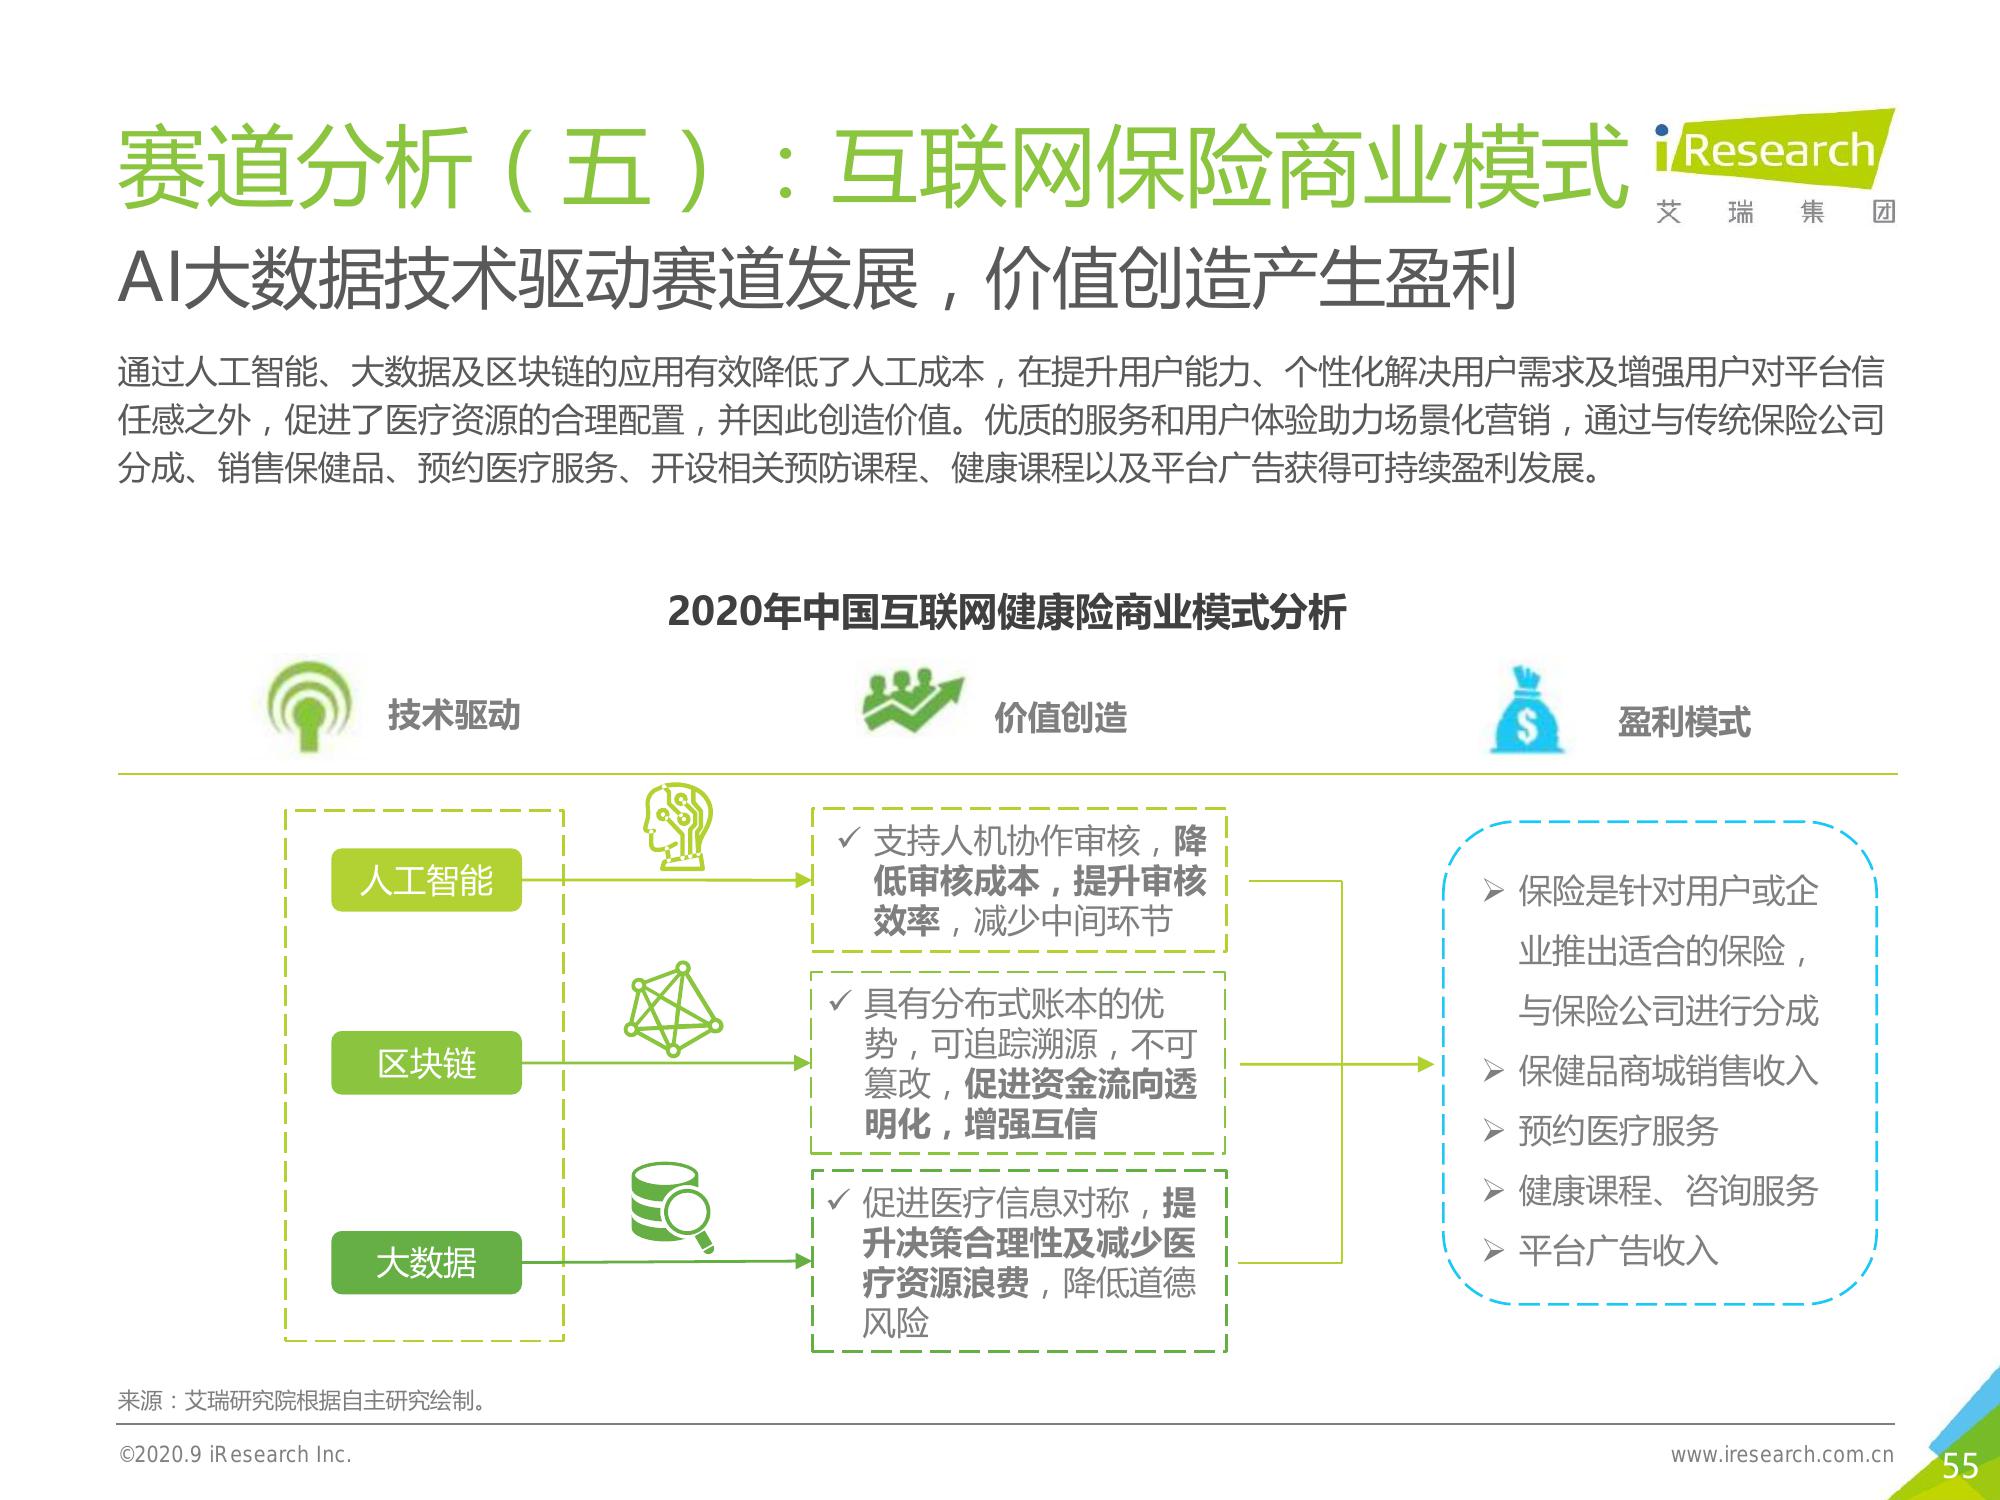 赛道分析（五）：互联网保险商业模式
iResearch
艾 瑞 集 团
AI大数据技术驱动赛道发展，价值创造产生盈利
通过人工智能、大数据及区块链的应用有效降低了人工成本，在提升用户能力、个性化解决用户需求及增强用户对平台信
任感之外，促进了医疗资源的合理配置，并因此创造价值。优质的服务和用户体验助力场景化营销，通过与传统保险公司
分成、销售保健品、预约医疗服务、开设相关预防课程、健康课程以及平台广告获得可持续盈利发展。
2020年中国互联网健康险商业模式分析
技术驱动
价值创造
盈利模式
人工智能
✓ 支持人机协作审核，降
低审核成本，提升审核
效率，减少中间环节
区块链
✓ 具有分布式账本的优
势，可追踪溯源，不可
篡改，促进资金流向透
明化，增强互信
大数据
✓ 促进医疗信息对称，提
升决策合理性及减少医
疗资源浪费，降低道德
风险
➢ 保险是针对用户或企
业推出适合的保险，
与保险公司进行分成
➢ 保健品商城销售收入
➢ 预约医疗服务
➢ 健康课程、咨询服务
➢ 平台广告收入
来源：艾瑞研究院根据自主研究绘制。
©2020.9 iResearch Inc.
www.iresearch.com.cn
55